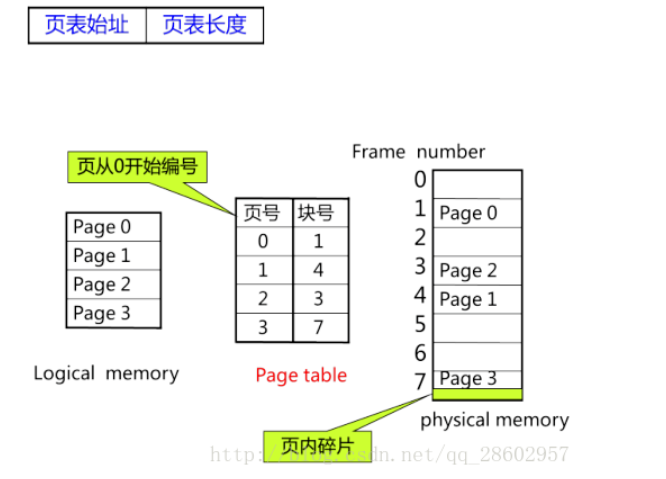 页表始址 页表长度
Frame number
页从0开始编号
0
页号 块号
1 Page 0
Page 0
0 1
2
Page 1
1 4
3 Page 2
Page 2
2 3
4 Page 1
Page 3
3 7
5
6
Logical memory
Page table
7 Page 3
physical memory
页内碎片
http://blog.csdn.net/qq_28602957